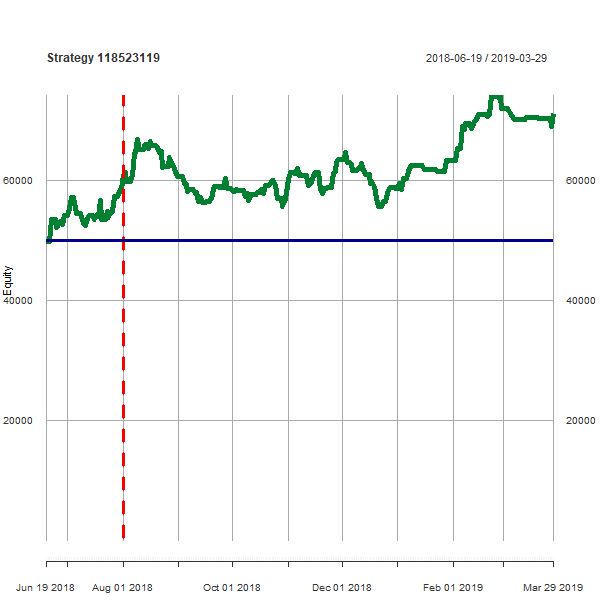 Strategy 118523119
2018-06-19 / 2019-03-29
60000
60000
Equity
40000
40000
20000
20000
Jun 19 2018
Aug 01 2018
Oct 01 2018
Dec 01 2018
Feb 01 2019
Mar 29 2019